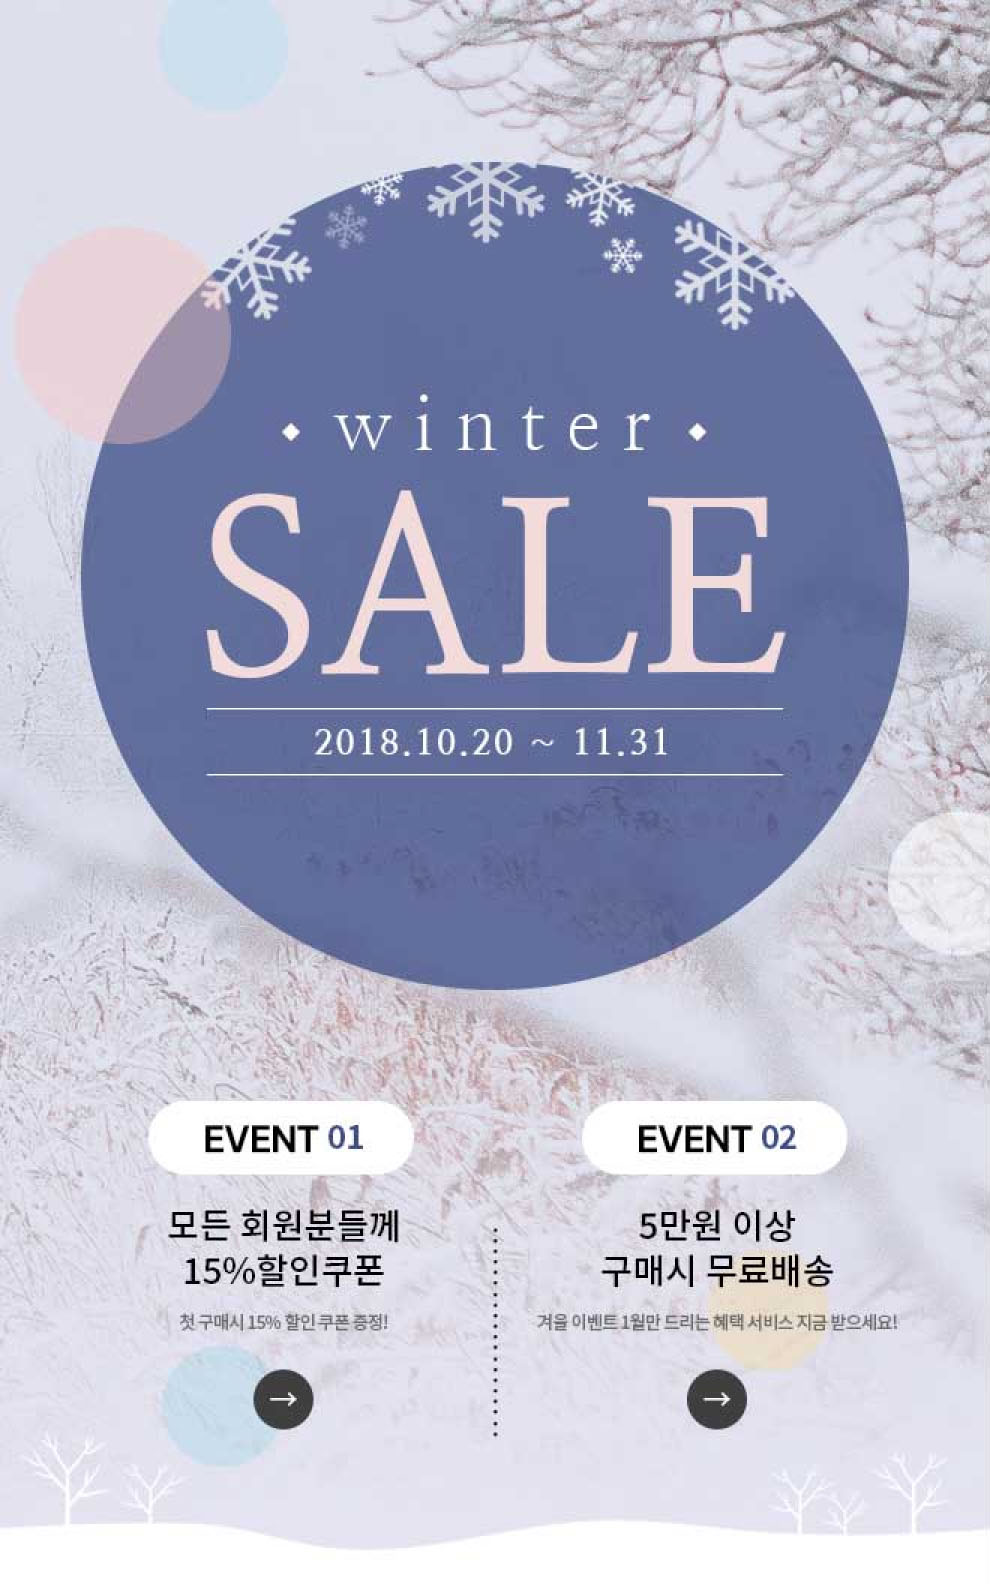 winter
SALE
2018.10.20 ~ 11.31
EVENT 01
모든 회원분들께
15%할인쿠폰
첫 구매시 15% 할인 쿠폰 증정!
EVENT 02
5만원 이상
구매시 무료배송
겨울 이벤트 1월만 드리는 혜택 서비스 지금 받으세요!